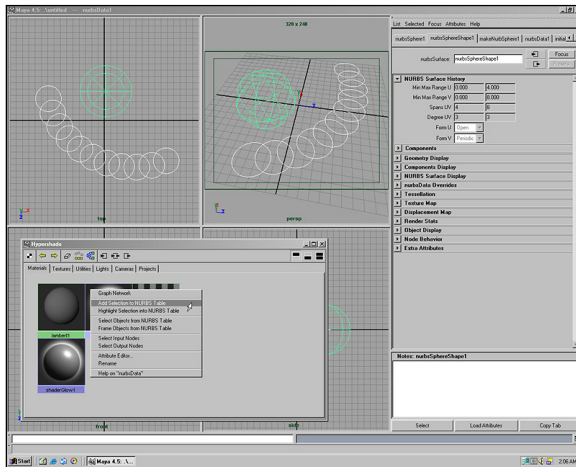 Maya 4.5: .\untitled --- nurbsData1
320 x 240
top
persp
front
side
List Selected Focus Attributes Help
nurbsSphere1 nurbsSphereShape1 makeNurbSphere1 nurbsData1 initial
nurbsSurface: nurbsSphereShape1
Focus
Presets
NURBS Surface History
Min Max Range U 0.000 4.000
Min Max Range V 0.000 8.000
Spans UV 4 8
Degree UV 3 3
Form U Open
Form V Periodic
Components
Geometry Display
NURBS Surface Display
nurbsData Overrides
Tessellation
Texture Map
Displacement Map
Render Stats
Object Display
Node Behavior
Extra Attributes
Notes: nurbsSphereShape1
Select
Load Attributes
Copy Tab
Hypershade
Materials Textures Utilities Lights Cameras Projects
lambert1
shaderGlow1
Graph Network
Add Selection to NURBS Table
Highlight Selection into NURBS Table
Select Objects from NURBS Table
Frame Objects from NURBS Table
Select Input Nodes
Select Output Nodes
Attribute Editor...
Rename
Help on "nurbsData"
Start
Maya 4.5: .\...
2:06 AM